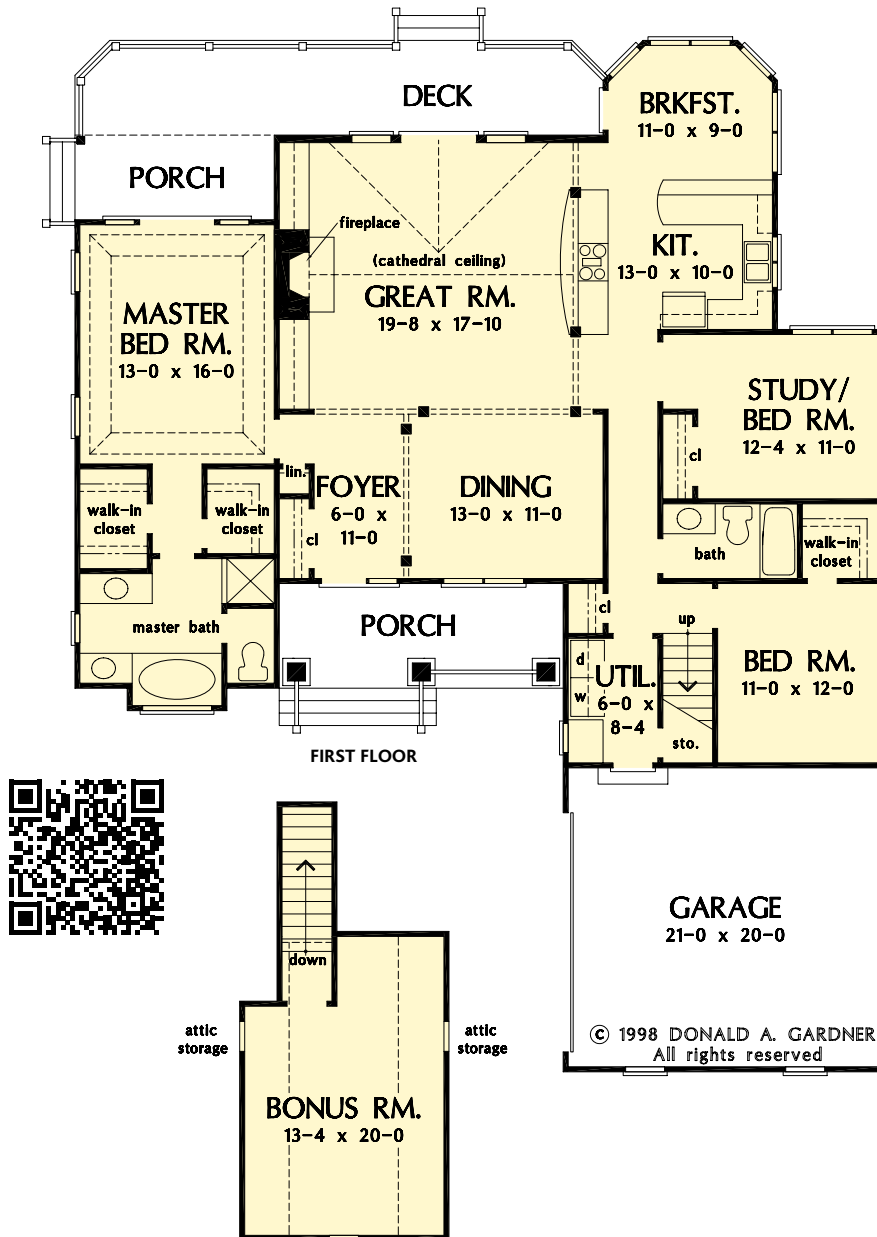 DECK
BRKFST.
11-0 x 9-0
PORCH
fireplace
(cathedral ceiling)
GREAT RM.
19-8 x 17-10
KIT.
13-0 x 10-0
MASTER
BED RM.
13-0 x 16-0
STUDY/
BED RM.
12-4 x 11-0
cl
lin.
FOYER
6-0 x
11-0
DINING
13-0 x 11-0
walk-in
closet
walk-in
closet
cl
bath
walk-in
closet
master bath
PORCH
cl
up
d
w
UTIL.
6-0 x
8-4
BED RM.
11-0 x 12-0
sto.
FIRST FLOOR
GARAGE
21-0 x 20-0
down
attic
storage
attic
storage
© 1998 DONALD A. GARDNER
All rights reserved
BONUS RM.
13-4 x 20-0